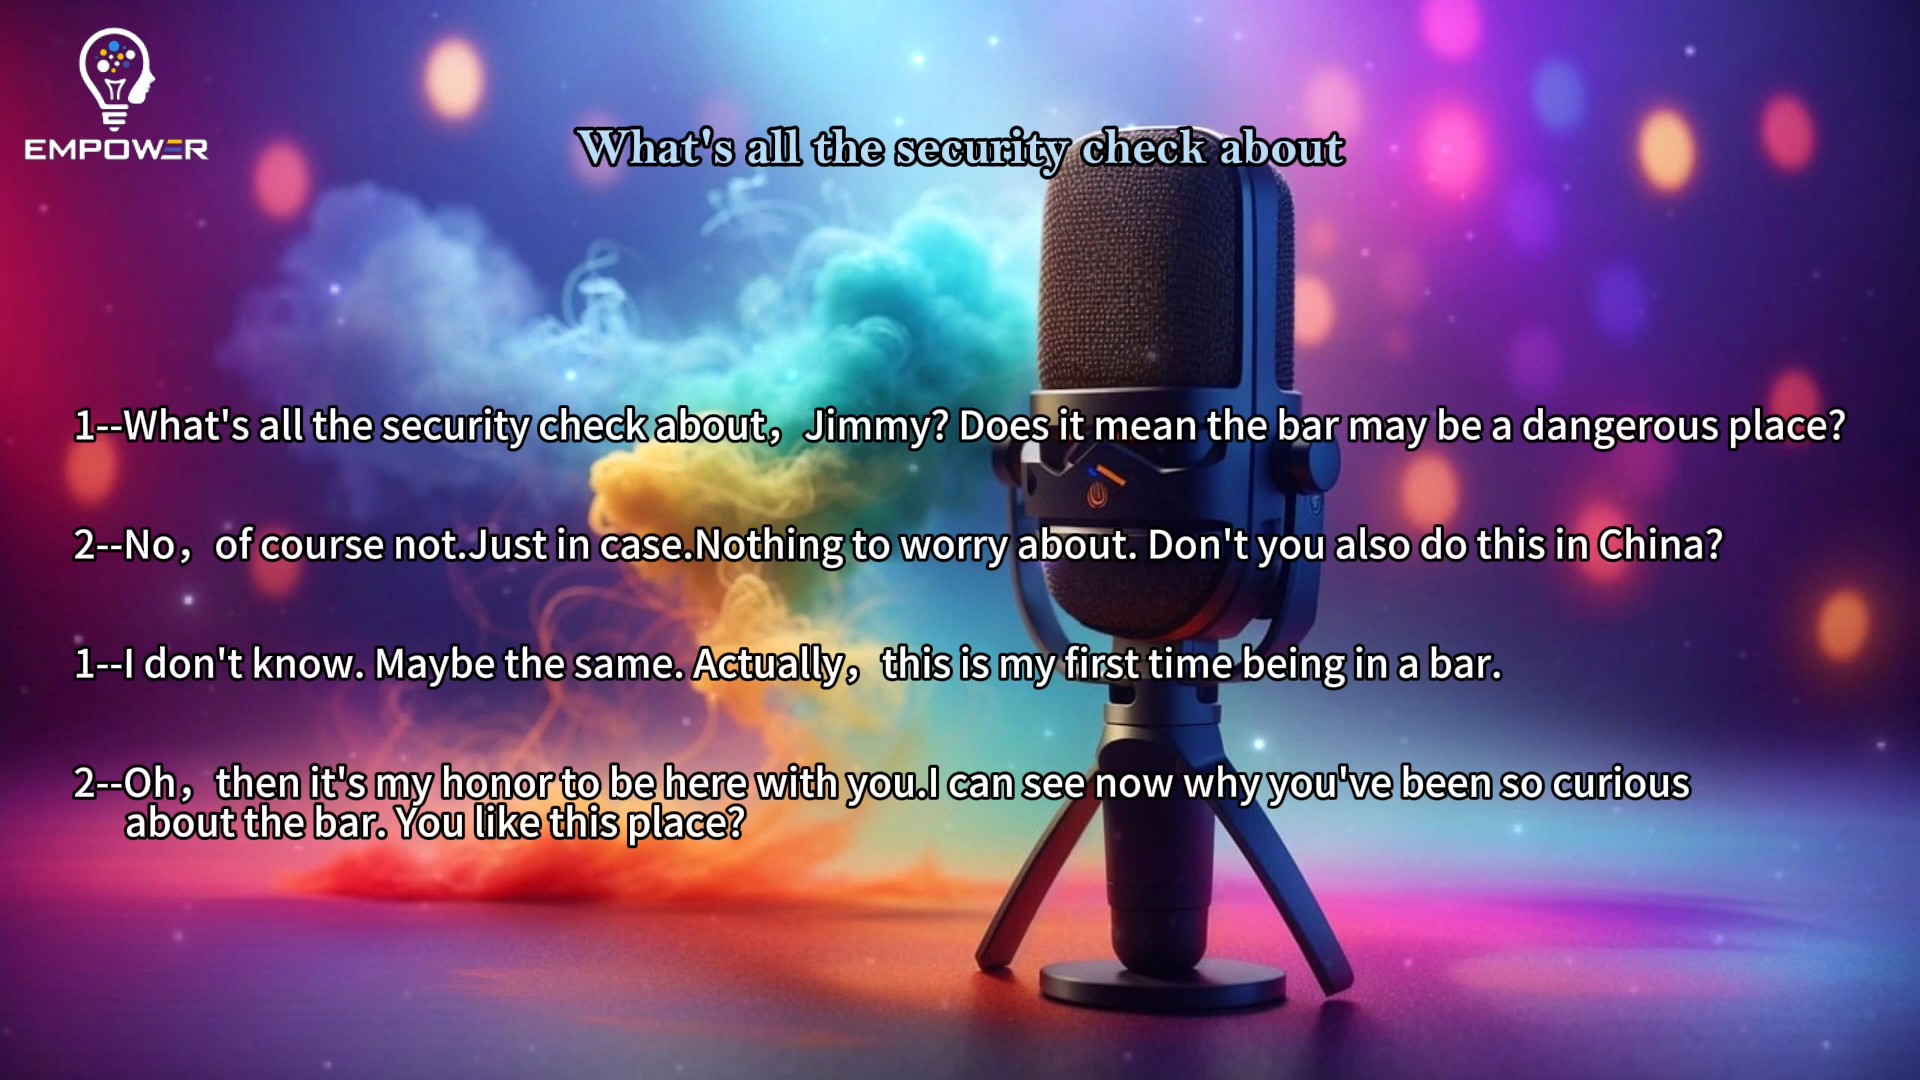 EMPOWER
What's all the security check about
1--What's all the security check about，Jimmy? Does it mean the bar may be a dangerous place?
2--No，of course not.Just in case.Nothing to worry about. Don't you also do this in China?
1--I don't know. Maybe the same. Actually，this is my first time being in a bar.
2--Oh，then it's my honor to be here with you.I can see now why you've been so curious
about the bar. You like this place?